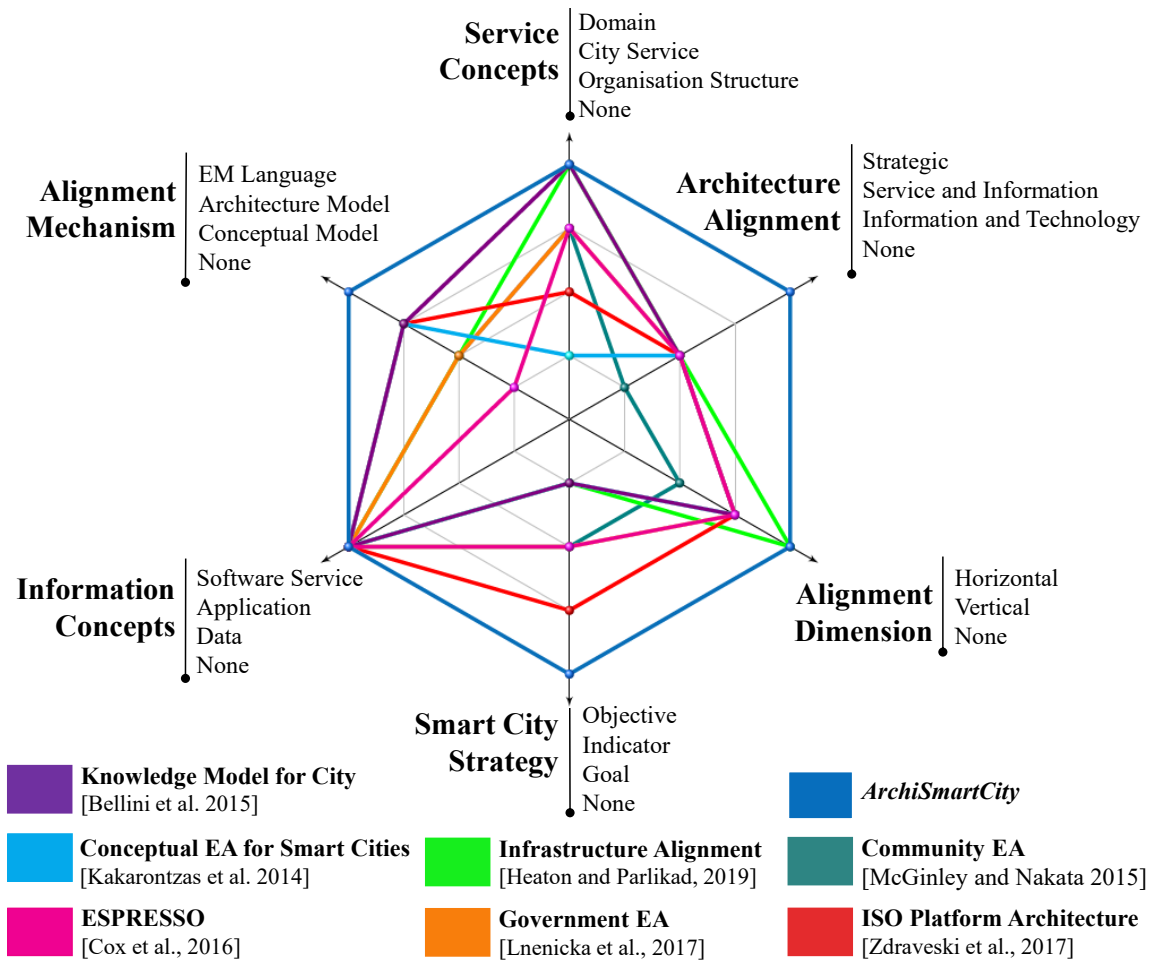 Service
Concepts
Domain
City Service
Organisation Structure
None
Alignment
Mechanism
EM Language
Architecture Model
Conceptual Model
None
Architecture
Alignment
Strategic
Service and Information
Information and Technology
None
Information
Concepts
Software Service
Application
Data
None
Alignment
Dimension
Horizontal
Vertical
None
Smart City
Strategy
Objective
Indicator
Goal
None
Knowledge Model for City
[Bellini et al. 2015]
ArchiSmartCity
Conceptual EA for Smart Cities
[Kakarontzas et al. 2014]
Infrastructure Alignment
[Heaton and Parlikad, 2019]
Community EA
[McGinley and Nakata 2015]
ESPRESSO
[Cox et al., 2016]
Government EA
[Lnenicka et al., 2017]
ISO Platform Architecture
[Zdraveski et al., 2017]